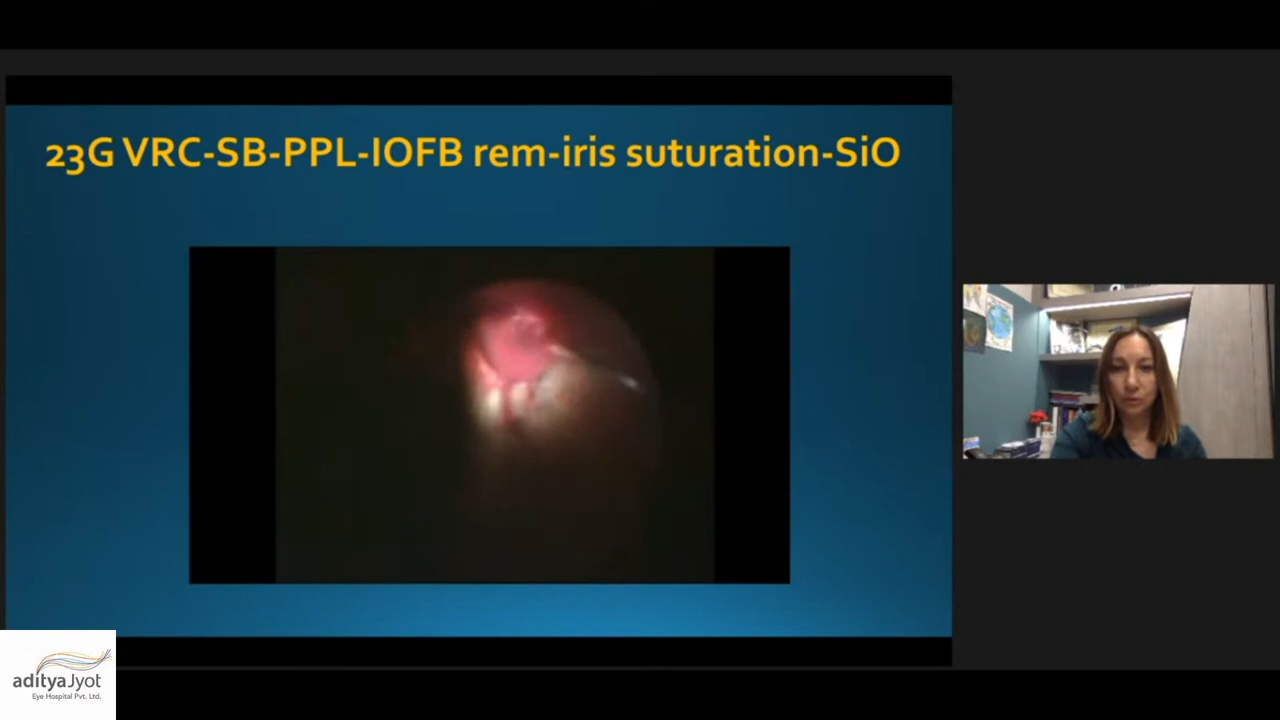 23G VRC-SB-PPL-IOFB rem-iris suturation-SiO
adityaJyot
Eye Hospital Pvt. Ltd.